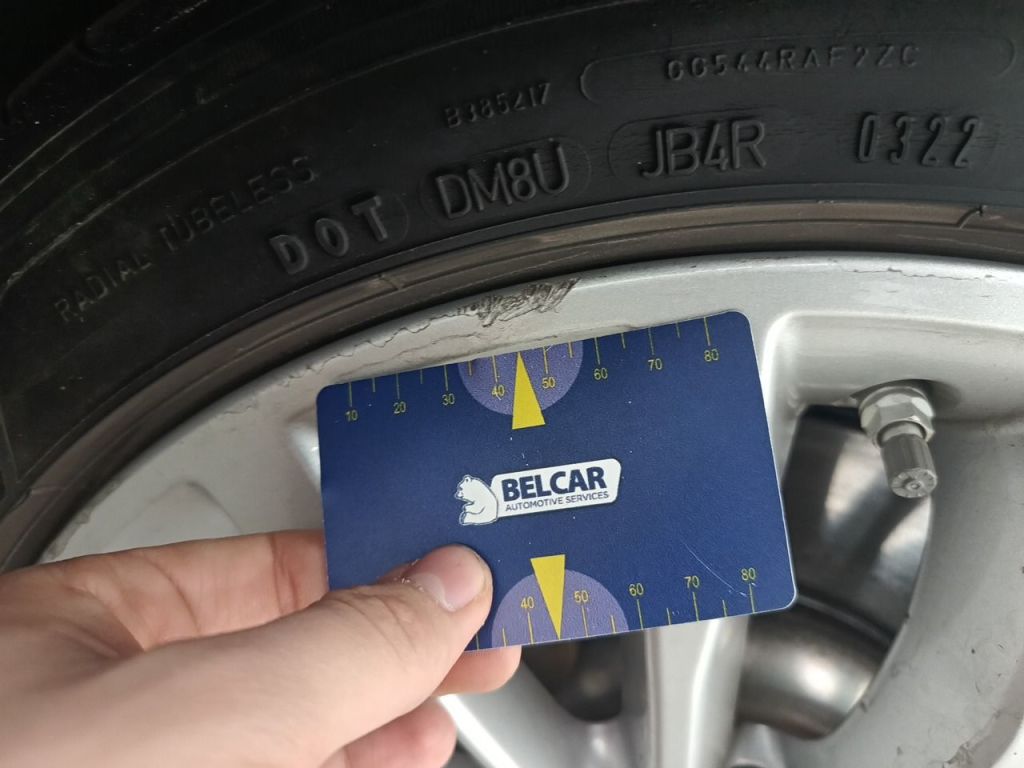 OC544RAF2ZC
B385217
RADIAL TUBELESS
DOT DM8U JB4R 0322
10 20 30 40 50 60 70 80
BELCAR
AUTOMOTIVE SERVICES
40 50 60 70 80